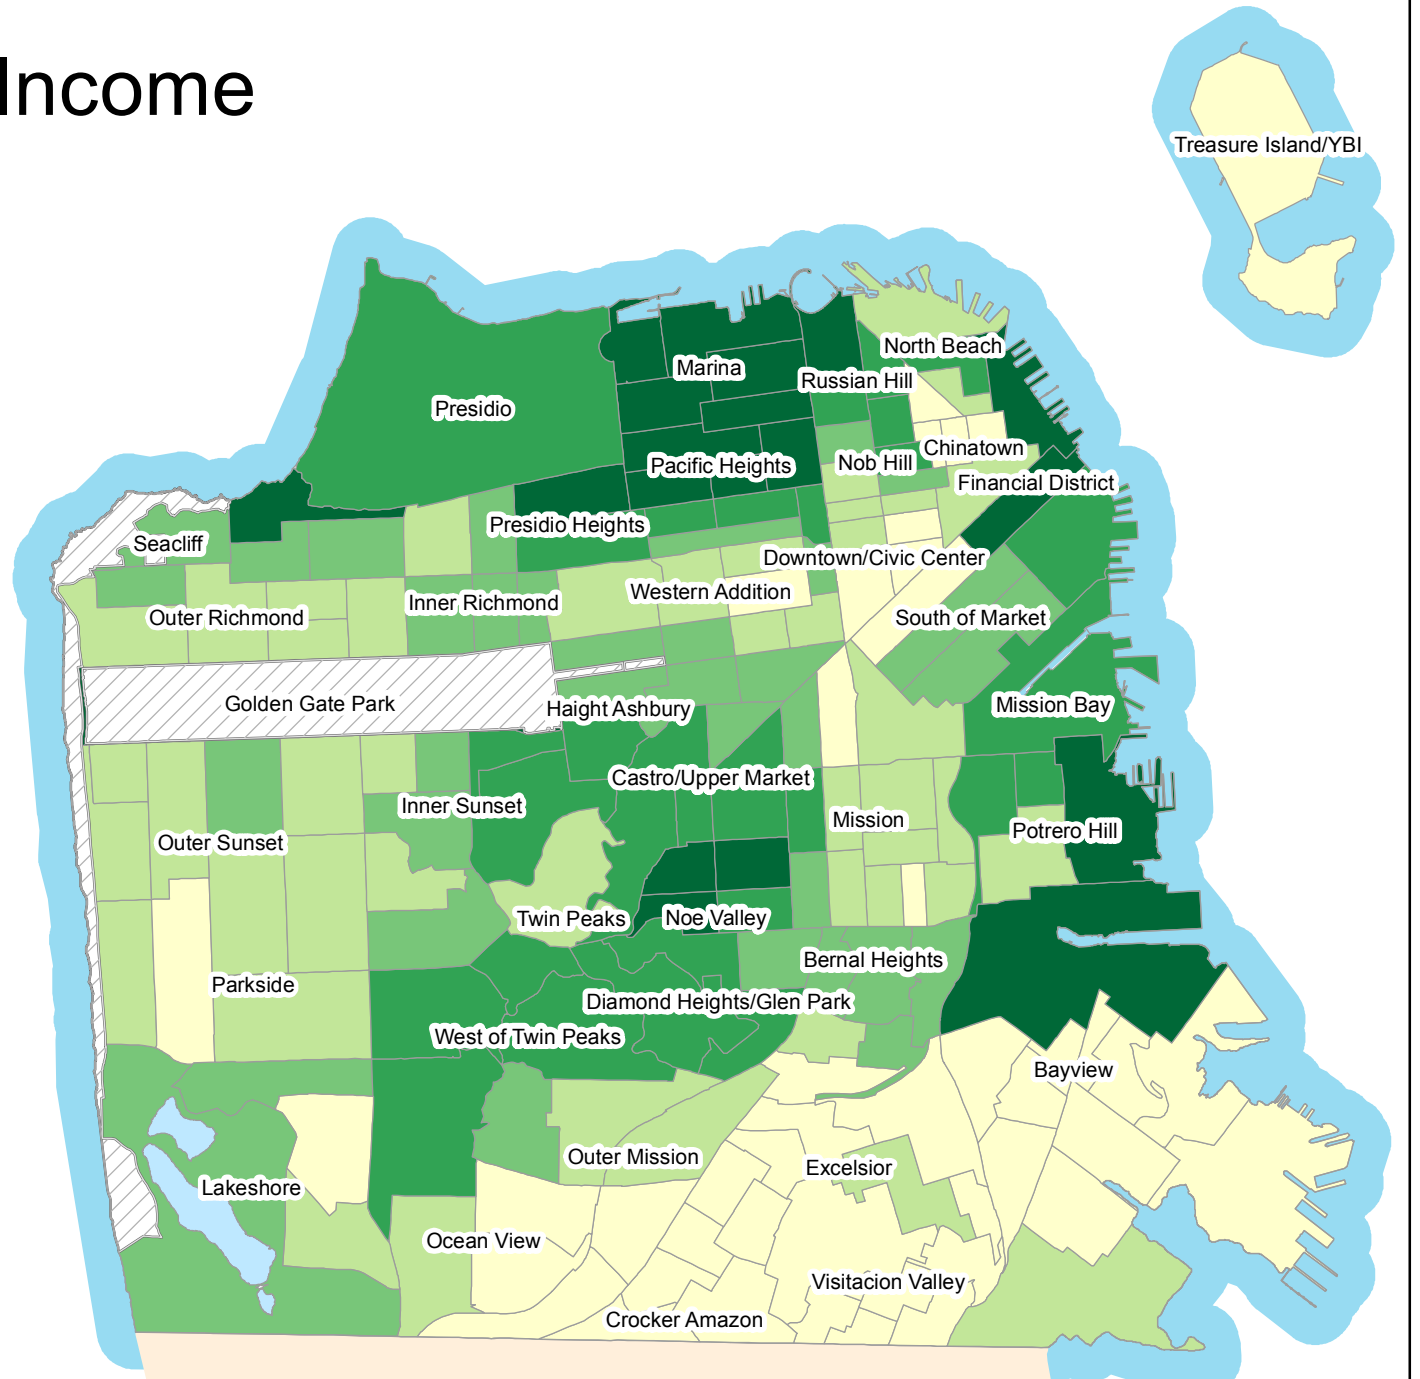 Income
Treasure Island/YBI
North Beach
Marina
Russian Hill
Presidio
Chinatown
Pacific Heights
Nob Hill
Financial District
Presidio Heights
Seacliff
Downtown/Civic Center
Western Addition
Inner Richmond
Outer Richmond
South of Market
Golden Gate Park
Haight Ashbury
Mission Bay
Castro/Upper Market
Inner Sunset
Mission
Potrero Hill
Outer Sunset
Twin Peaks
Noe Valley
Bernal Heights
Parkside
Diamond Heights/Glen Park
West of Twin Peaks
Bayview
Outer Mission
Excelsior
Lakeshore
Ocean View
Visitacion Valley
Crocker Amazon